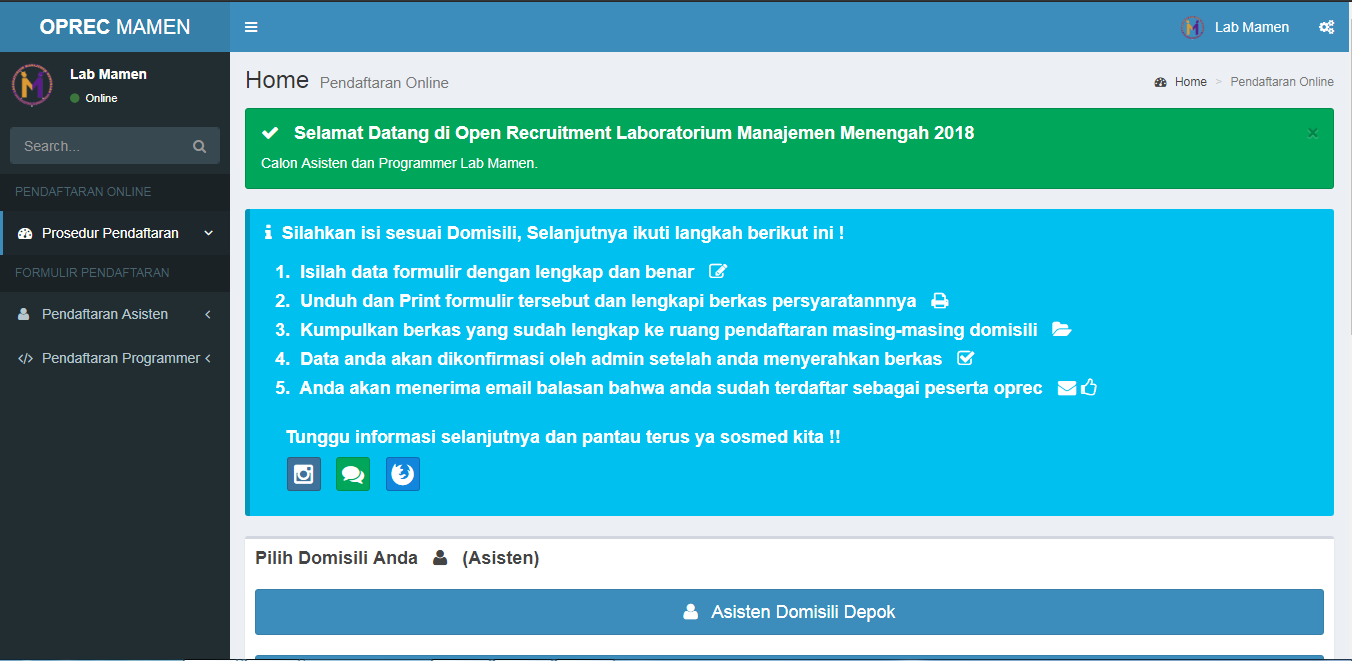 OPREC MAMEN
Lab Mamen
Lab Mamen
Online
Search...
PENDAFTARAN ONLINE
Prosedur Pendaftaran
FORMULIR PENDAFTARAN
Pendaftaran Asisten
Pendaftaran Programmer
Home Pendaftaran Online
Home > Pendaftaran Online
Selamat Datang di Open Recruitment Laboratorium Manajemen Menengah 2018
Calon Asisten dan Programmer Lab Mamen.
Silahkan isi sesuai Domisili, Selanjutnya ikuti langkah berikut ini !
1. Isilah data formulir dengan lengkap dan benar
2. Unduh dan Print formulir tersebut dan lengkapi berkas persyaratannnya
3. Kumpulkan berkas yang sudah lengkap ke ruang pendaftaran masing-masing domisili
4. Data anda akan dikonfirmasi oleh admin setelah anda menyerahkan berkas
5. Anda akan menerima email balasan bahwa anda sudah terdaftar sebagai peserta oprec
Tunggu informasi selanjutnya dan pantau terus ya sosmed kita !!
Pilih Domisili Anda (Asisten)
Asisten Domisili Depok